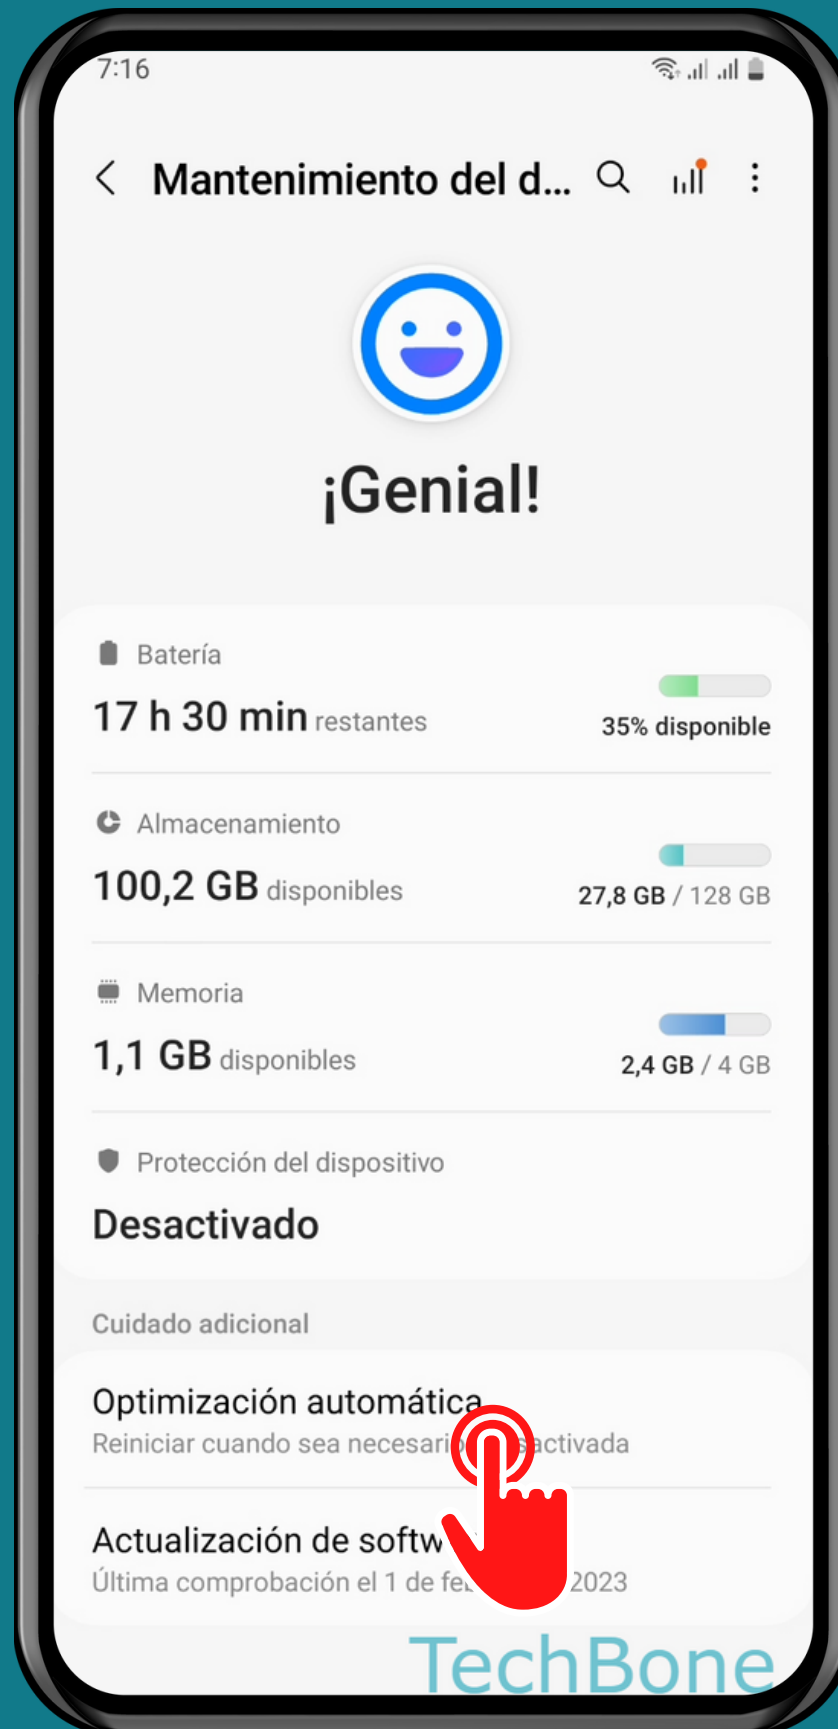 7:16
Mantenimiento del d...
¡Genial!
Batería
17 h 30 min restantes
35% disponible
Almacenamiento
100,2 GB disponibles
27,8 GB / 128 GB
Memoria
1,1 GB disponibles
2,4 GB / 4 GB
Protección del dispositivo
Desactivado
Cuidado adicional
Optimización automática
Reiniciar cuando sea necesario
Actualización de
Última comprobación el 1 de 2023
TechBone